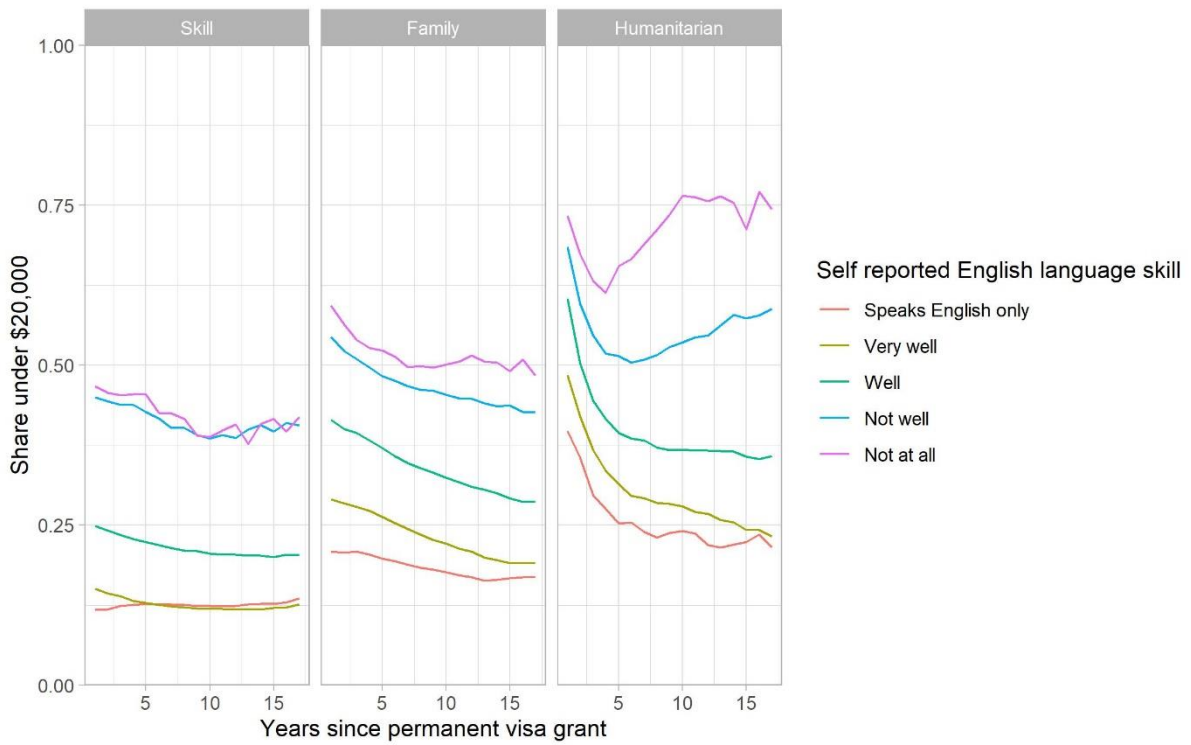 Skill
Family
Humanitarian
1.00
0.75
0.50
0.25
0.00
Share under $20,000
5 10 15
5 10 15
5 10 15
Years since permanent visa grant
Self reported English language skill
Speaks English only
Very well
Well
Not well
Not at all